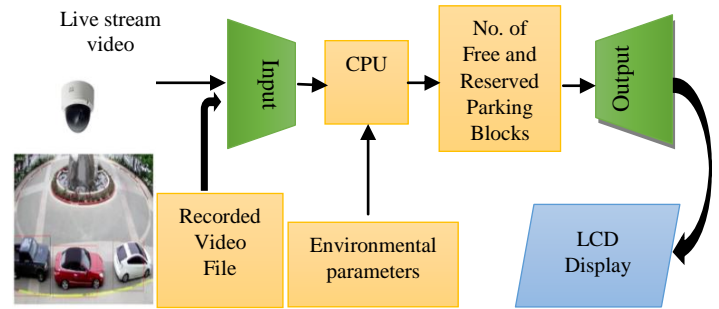 Live stream
video
Input
CPU
No. of
Free and
Reserved
Parking
Blocks
Output
Recorded
Video
File
Environmental
parameters
LCD
Display